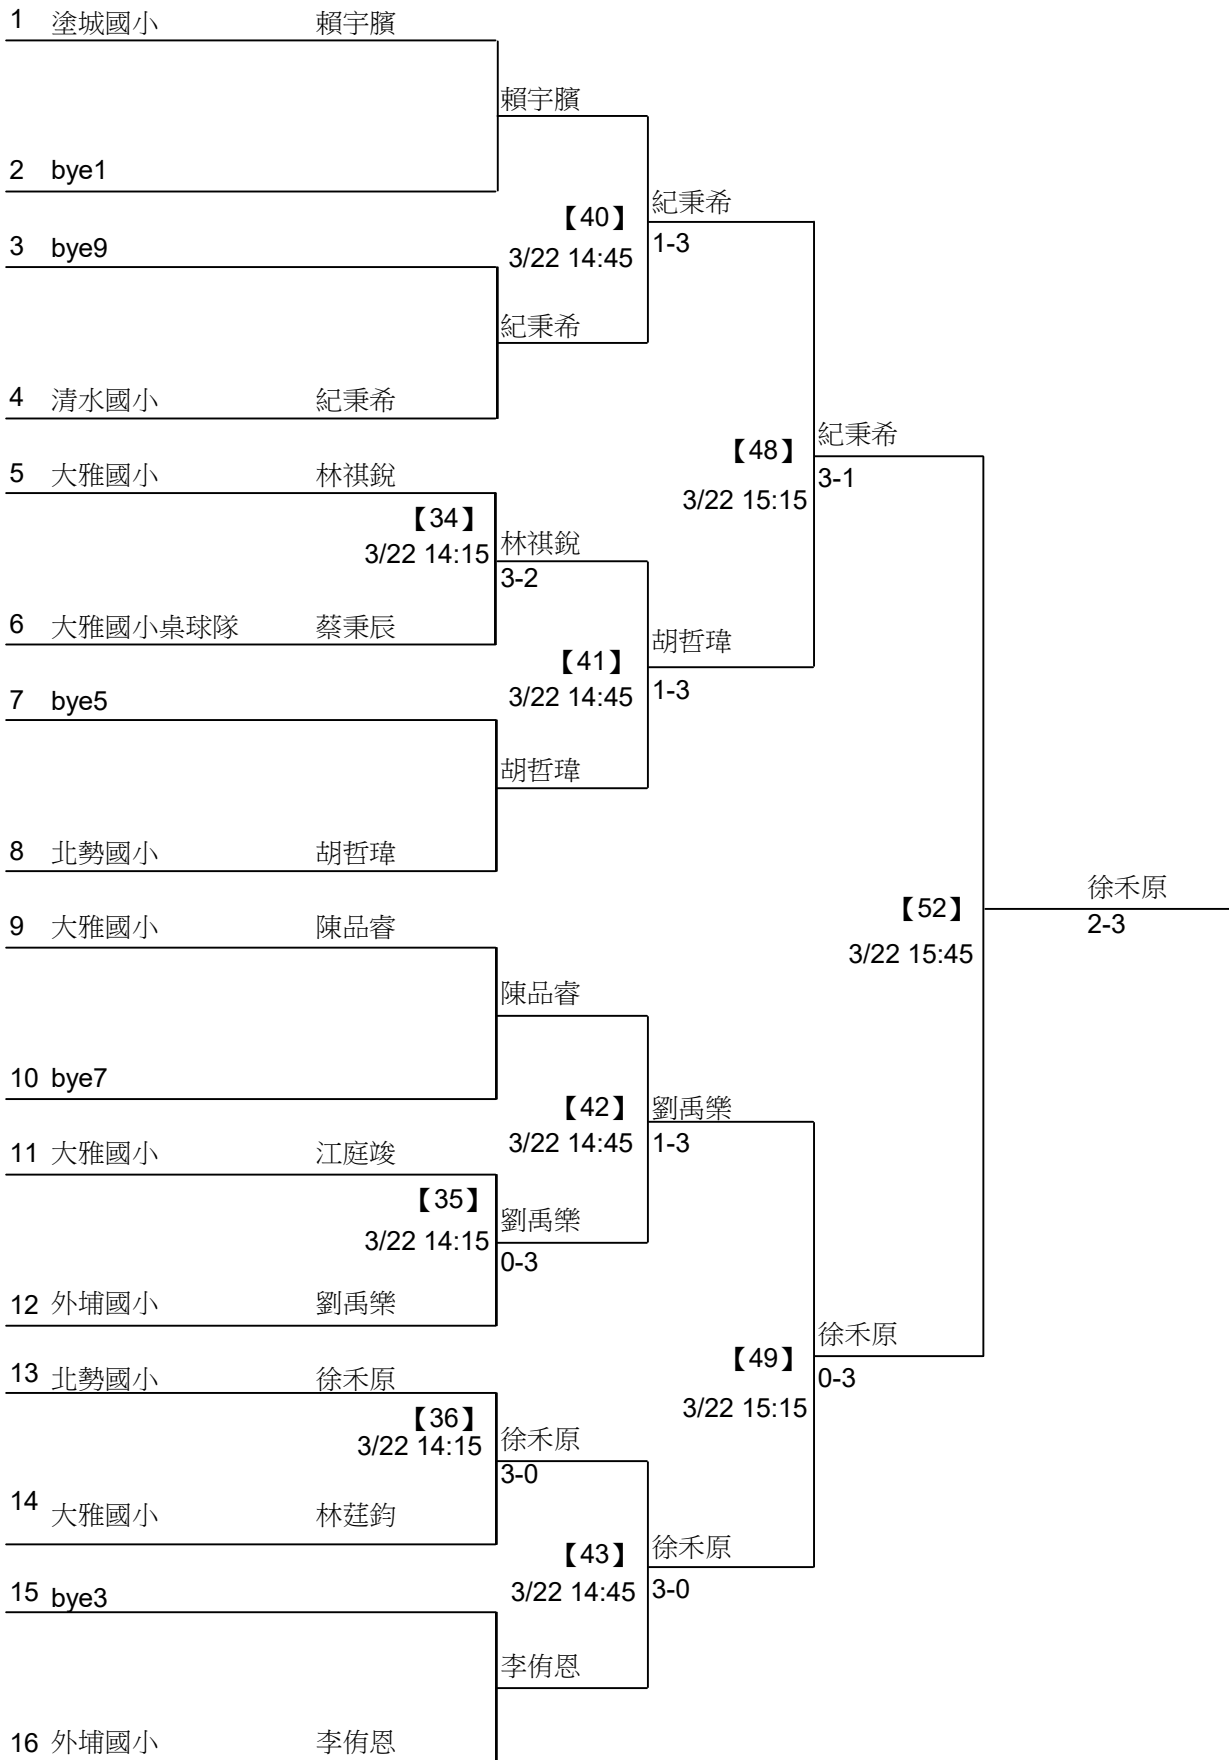 1 塗城國小 賴宇臏
賴宇臏
2 bye1
【40】
3/22 14:45
紀秉希
1-3
3 bye9
紀秉希
4 清水國小 紀秉希
【48】
3/22 15:15
紀秉希
3-1
5 大雅國小 林祺銳
【34】
3/22 14:15
林祺銳
3-2
6 大雅國小桌球隊 蔡秉辰
【41】
3/22 14:45
胡哲瑋
1-3
7 bye5
胡哲瑋
8 北勢國小 胡哲瑋
【52】
3/22 15:45
徐禾原
2-3
9 大雅國小 陳品睿
陳品睿
10 bye7
【42】
3/22 14:45
劉禹樂
1-3
11 大雅國小 江庭竣
【35】
3/22 14:15
劉禹樂
0-3
12 外埔國小 劉禹樂
【49】
3/22 15:15
徐禾原
0-3
13 北勢國小 徐禾原
【36】
3/22 14:15
徐禾原
3-0
14 大雅國小 林莛鈞
【43】
3/22 14:45
徐禾原
3-0
15 bye3
李侑恩
16 外埔國小 李侑恩